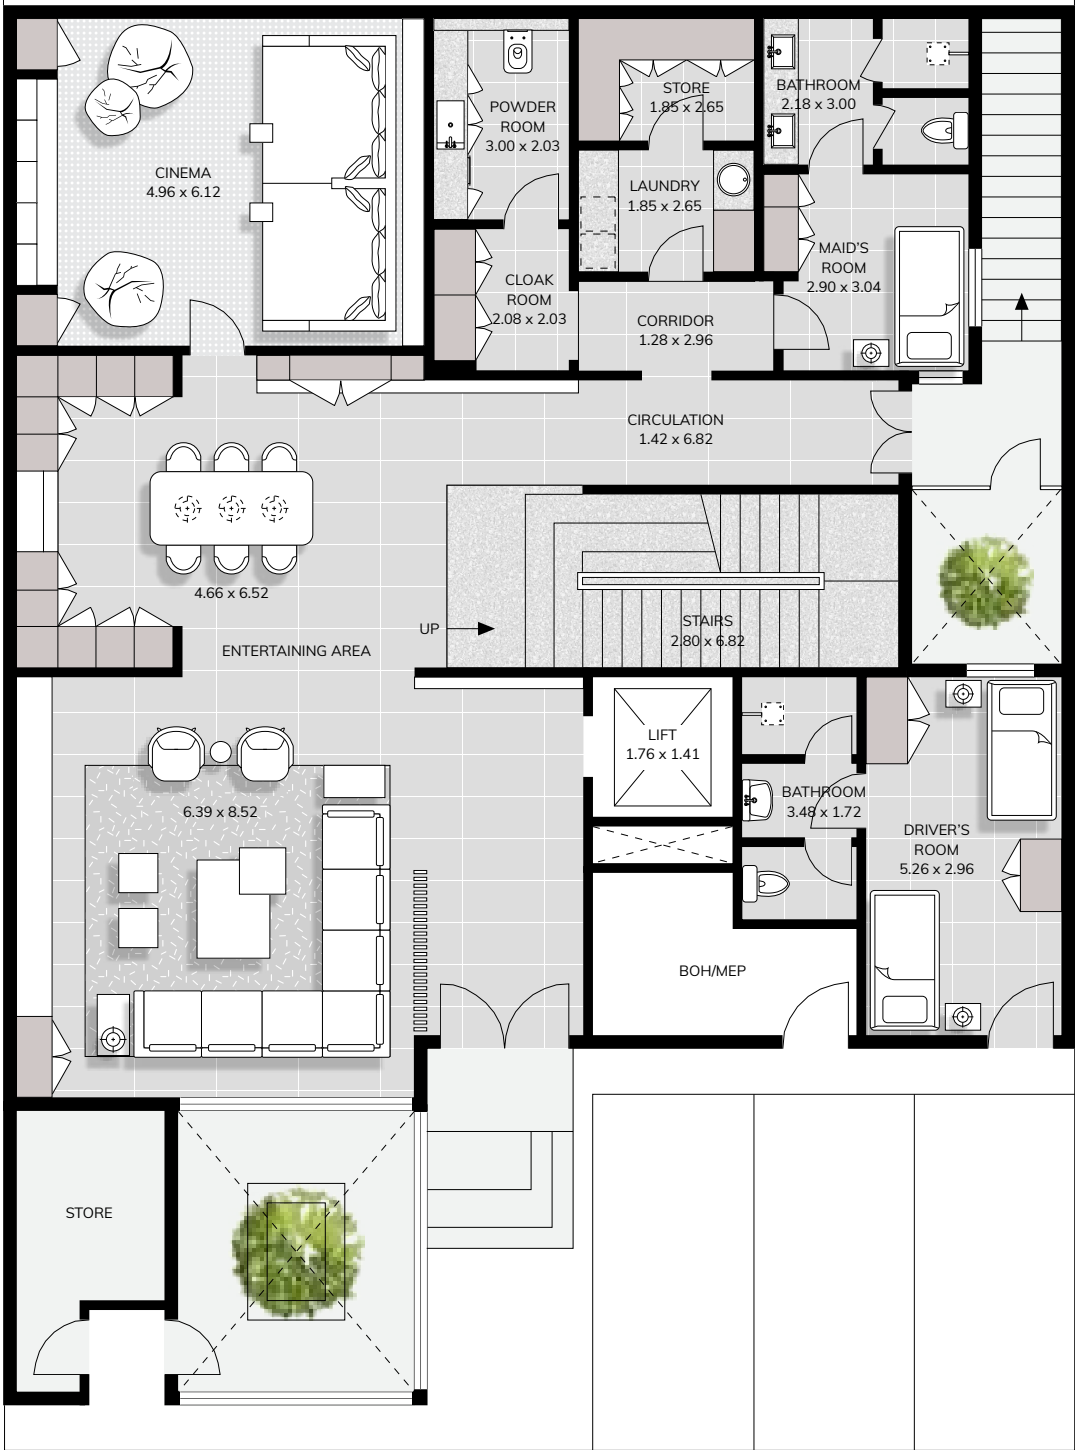 STORE
1.85 x 2.65
BATHROOM
2.18 x 3.00
POWDER
ROOM
3.00 x 2.03
CINEMA
4.96 x 6.12
LAUNDRY
1.85 x 2.65
MAID'S
ROOM
2.90 x 3.04
CLOAK
ROOM
2.08 x 2.03
CORRIDOR
1.28 x 2.96
CIRCULATION
1.42 x 6.82
4.66 x 6.52
UP
STAIRS
2.80 x 6.82
ENTERTAINING AREA
LIFT
1.76 x 1.41
6.39 x 8.52
BATHROOM
3.48 x 1.72
DRIVER'S
ROOM
5.26 x 2.96
BOH/MEP
STORE